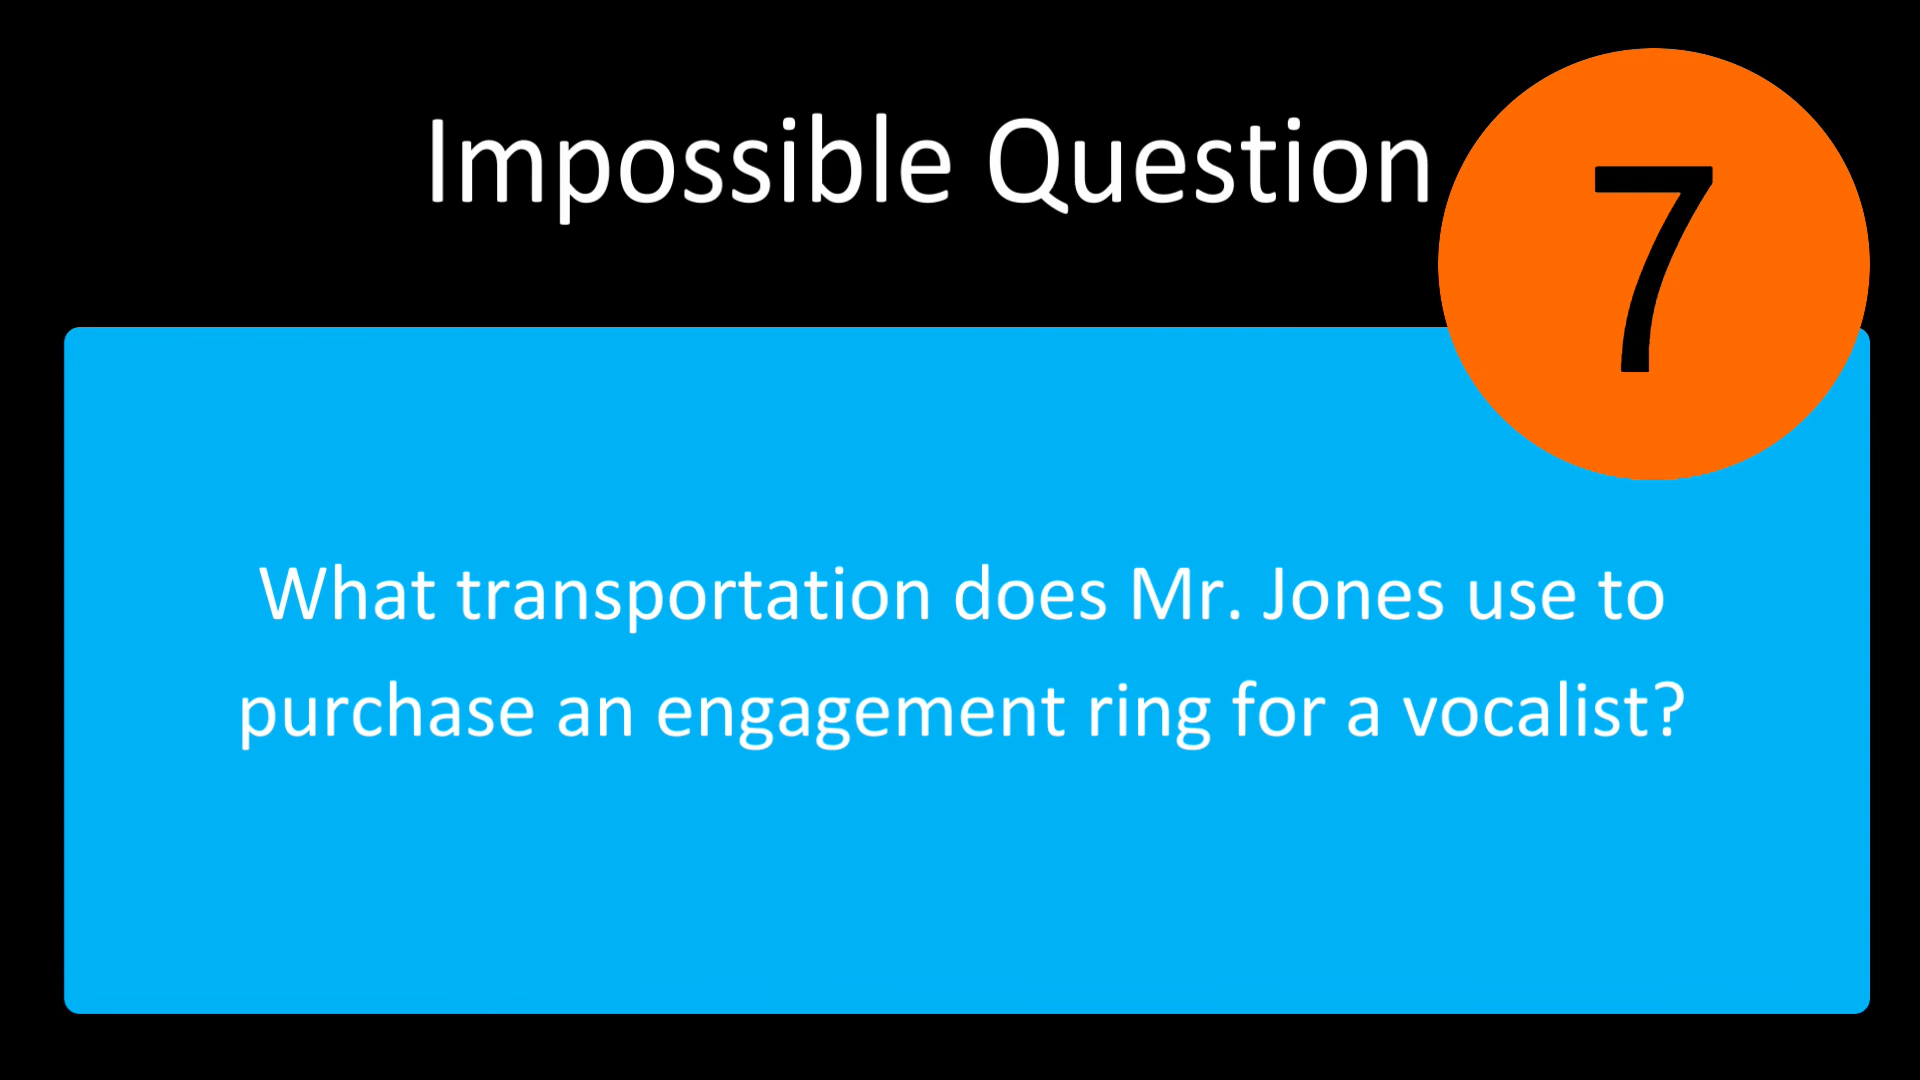 Impossible Question
7
What transportation does Mr. Jones use to
purchase an engagement ring for a vocalist?